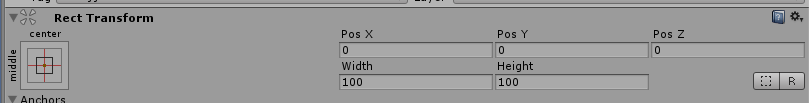 Rect Transform
center
middle
Pos X Pos Y Pos Z
0 0 0
Width Height
100 100
R
Anchors